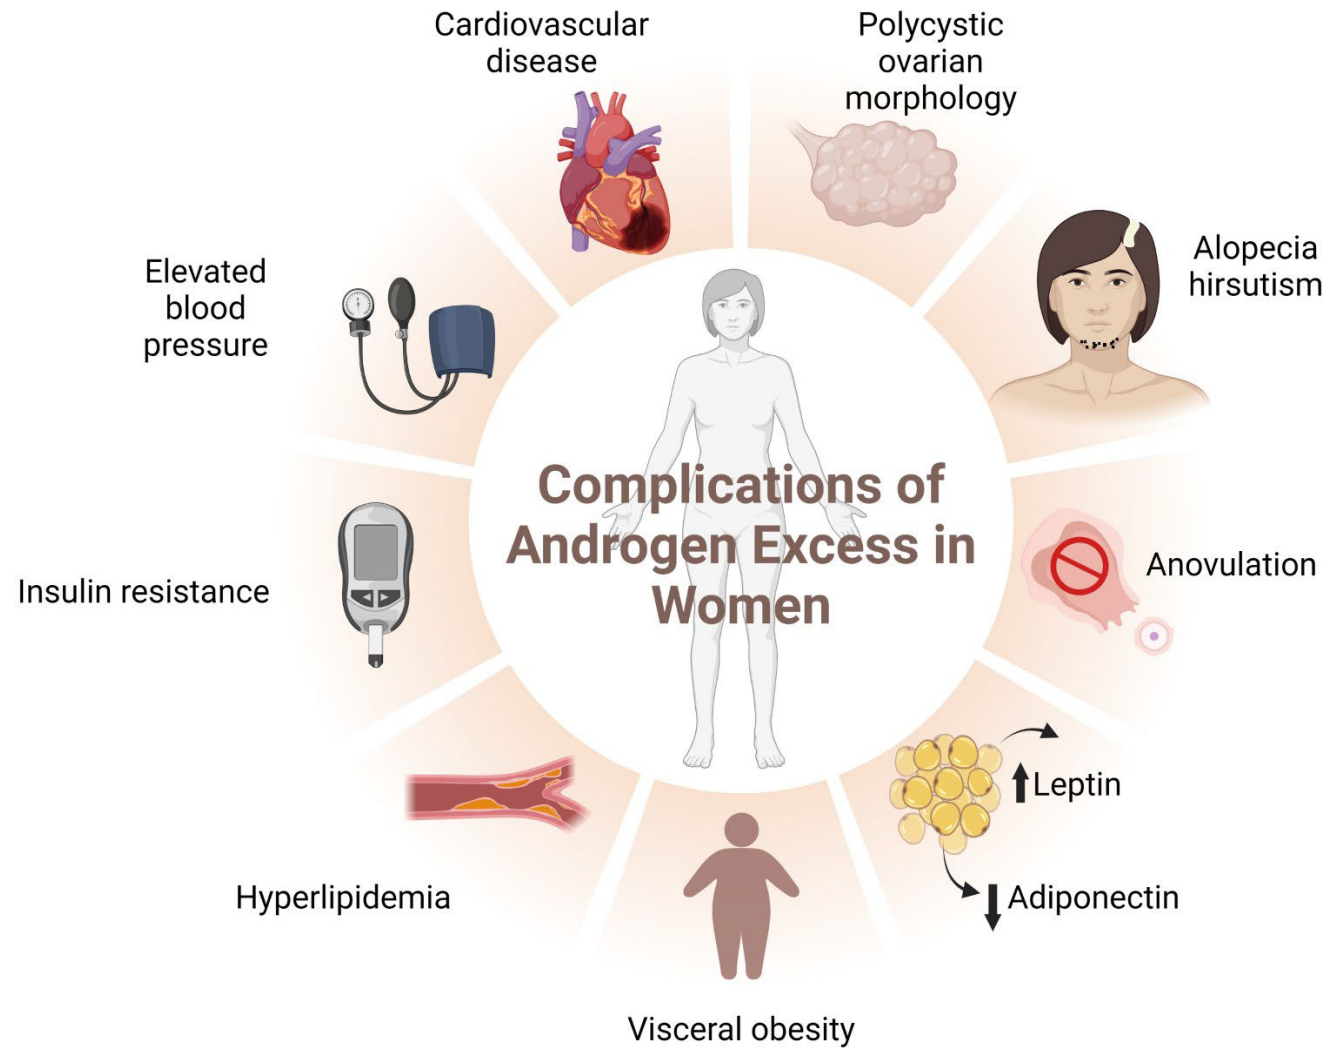 Cardiovascular
disease
Polycystic
ovarian
morphology
Alopecia
hirsutism
Elevated
blood
pressure
Complications of
Androgen Excess in
Women
Anovulation
Insulin resistance
Leptin
Adiponectin
Hyperlipidemia
Visceral obesity